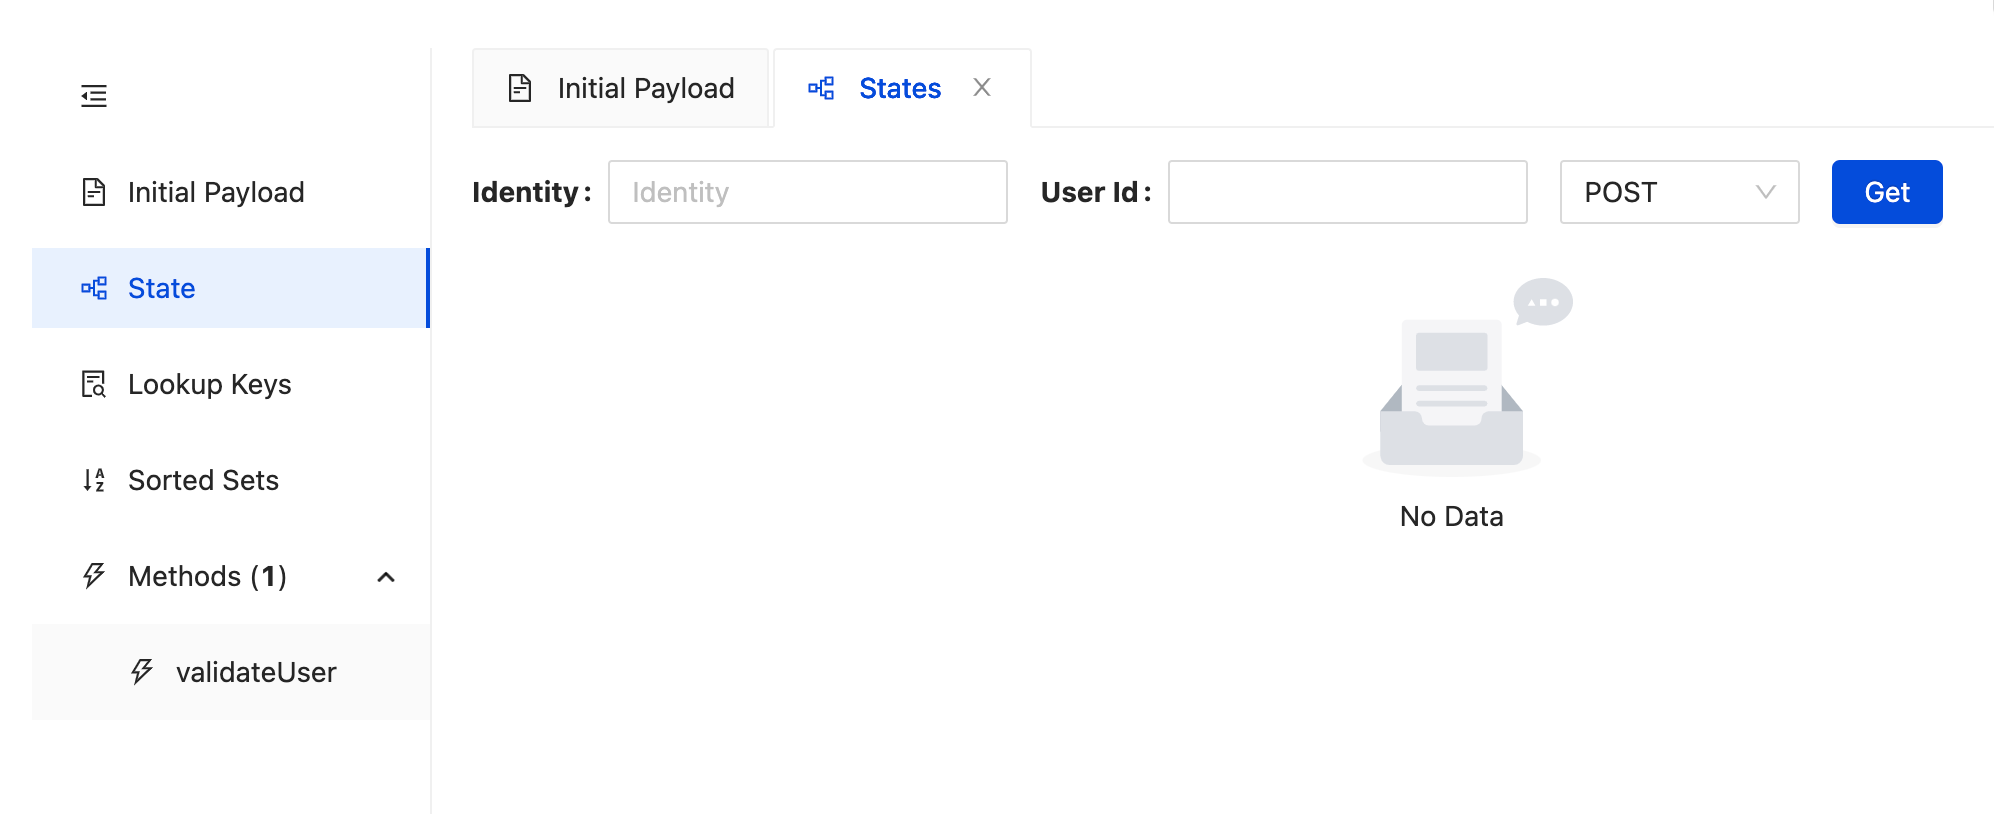 Initial Payload
States
Initial Payload
State
Lookup Keys
Sorted Sets
Methods (1)
validateUser
Identity: Identity User Id: POST Get
No Data